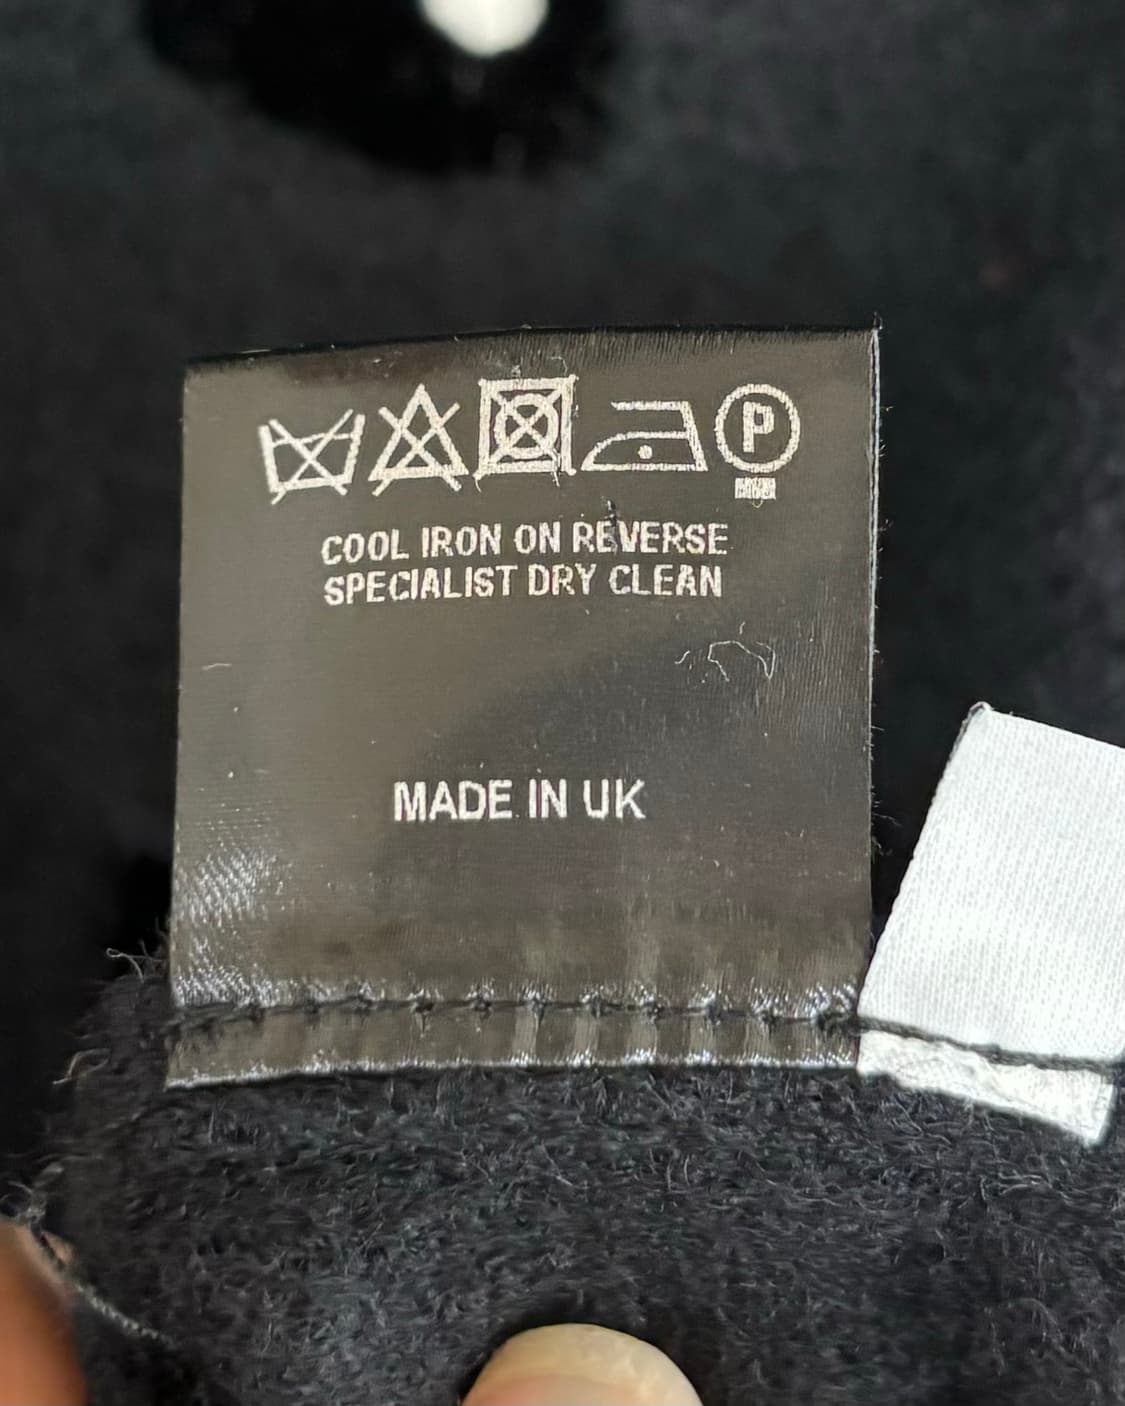 P
COOL IRON ON REVERSE
SPECIALIST DRY CLEAN
MADE IN UK